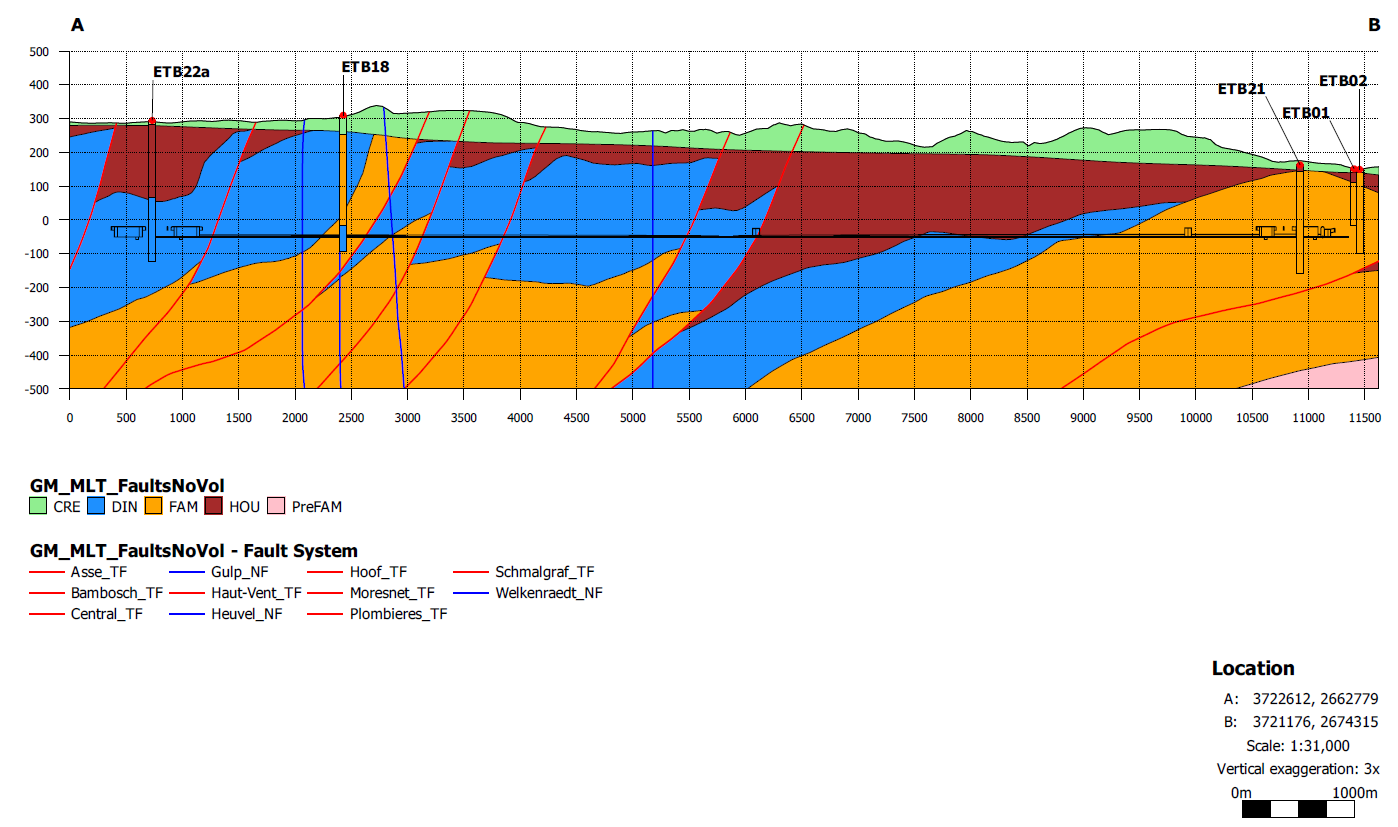 A B
ETB22a
ETB18
ETB21
ETB02
ETB01
500
400
300
200
100
0
-100
-200
-300
-400
-500
0 500 1000 1500 2000 2500 3000 3500 4000 4500 5000 5500 6000 6500 7000 7500 8000 8500 9000 9500 10000 10500 11000 11500
GM_MLT_FaultsNoVol
CRE DIN FAM HOU PreFAM
GM_MLT_FaultsNoVol - Fault System
Asse_TF Gulp_NF Hoof_TF Schmalgraf_TF
Bambosch_TF Haut-Vent_TF Moresnet_TF Welkenraedt_NF
Central_TF Heuvel_NF Plombieres_TF
Location
A: 3722612, 2662779
B: 3721176, 2674315
Scale: 1:31,000
Vertical exaggeration: 3x
0m 1000m